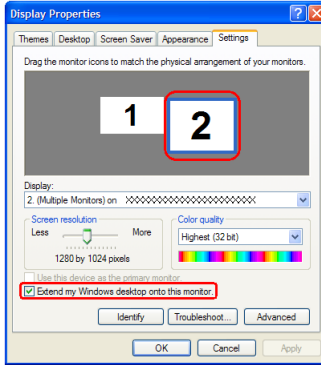 Display Properties
Themes Desktop Screen Saver Appearance Settings
Drag the monitor icons to match the physical arrangement of your monitors.
1 2
Display:
2. (Multiple Monitors) on XXXXXXXXXXXXXXXXXXXXXXX
Screen resolution Color quality
Less More Highest (32 bit)
1280 by 1024 pixels
Use this device as the primary monitor.
Extend my Windows desktop onto this monitor.
Identify Troubleshoot... Advanced
OK Cancel Apply